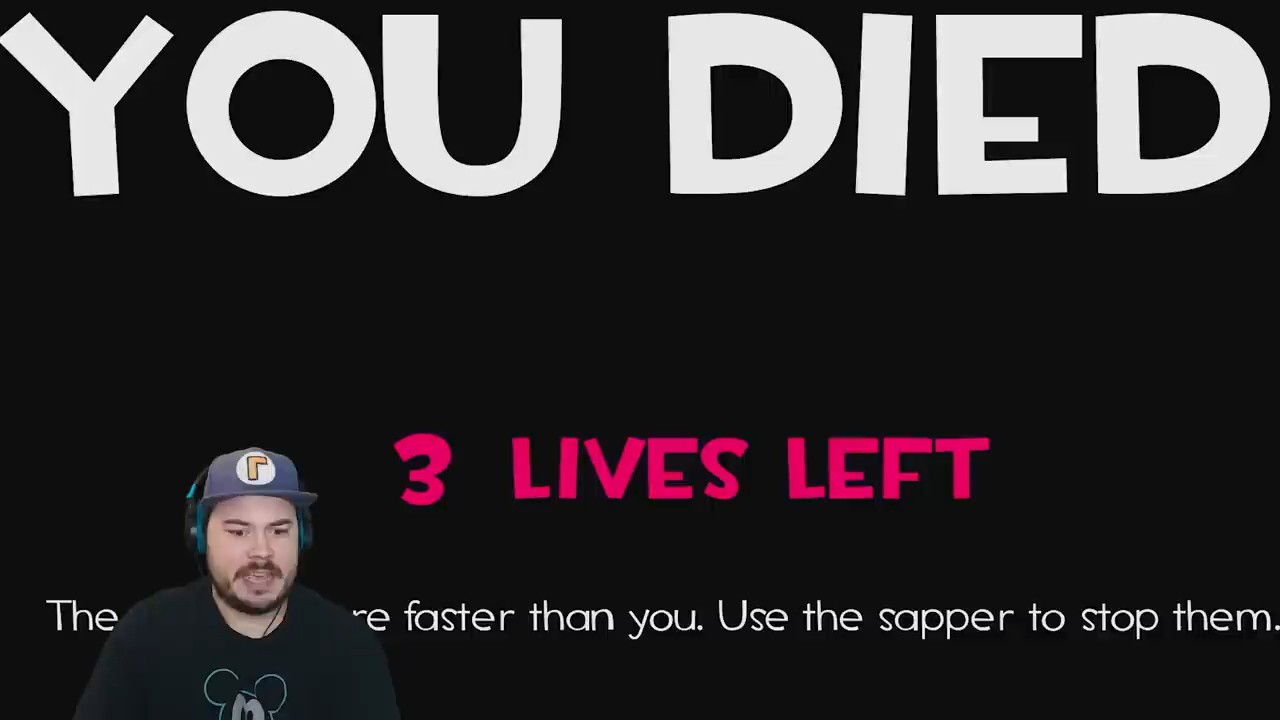 YOU DIED
3 LIVES LEFT
The re faster than you. Use the sapper to stop them.